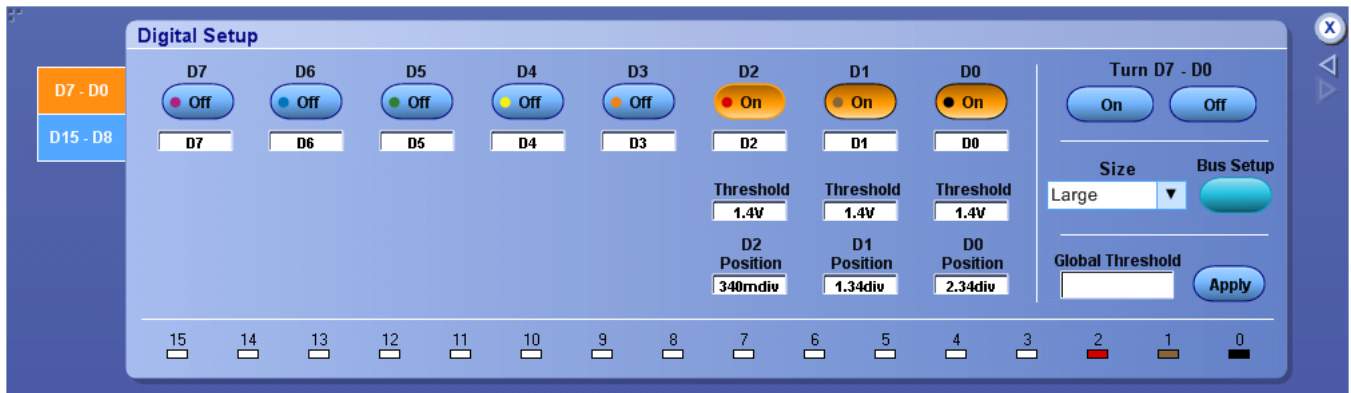 Digital Setup
X
D7 - D0
D15 - D8
D7 D6 D5 D4 D3 D2 D1 D0
Off Off Off Off Off On On On
D7 D6 D5 D4 D3 D2 D1 D0
Threshold Threshold Threshold
1.4V 1.4V 1.4V
D2 D1 D0
Position Position Position
340mdiv 1.34div 2.34div
Turn D7 - D0
On Off
Size Bus Setup
Large
Global Threshold
Apply
15 14 13 12 11 10 9 8 7 6 5 4 3 2 1 0